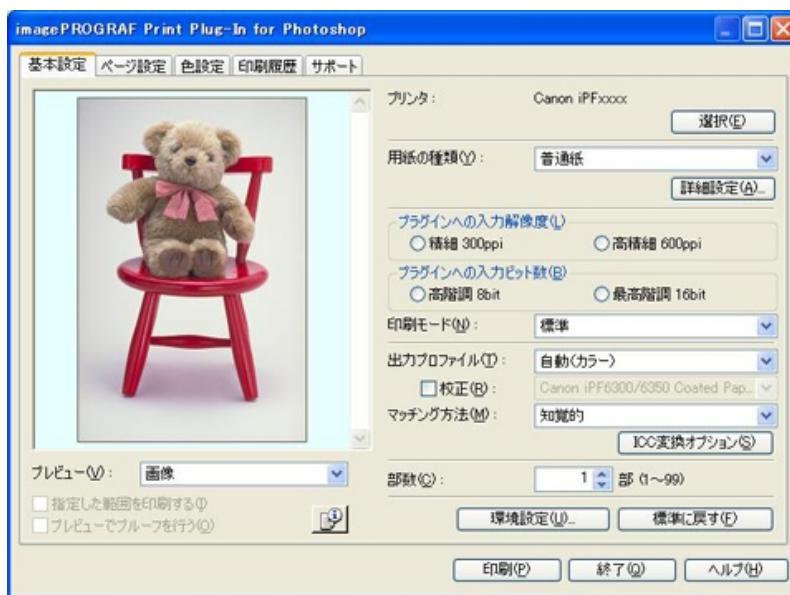 imagePROGRAF Print Plug-In for Photoshop
基本設定 ページ設定 色設定 印刷履歴 サポート
プリンタ： Canon iPFxxxx
選択(E)
用紙の種類(Y)： 普通紙
詳細設定(A)...
プラグインへの入力解像度(L)
精細 300ppi 高精細 600ppi
プラグインへの入力ビット数(B)
高階調 8bit 最高階調 16bit
印刷モード(N)： 標準
出力プロファイル(T)： 自動(カラー)
校正(R)： Canon iPF6300/6350 Coated Pap...
マッチング方法(M)： 知覚的
ICC変換オプション(S)
プレビュー(V)： 画像
部数(C)： 1 部 (1～99)
指定した範囲を印刷する(I)
プレビューでプルーフを行う(O)
環境設定(U)... 標準に戻す(F)
印刷(P) 終了(Q) ヘルプ(H)